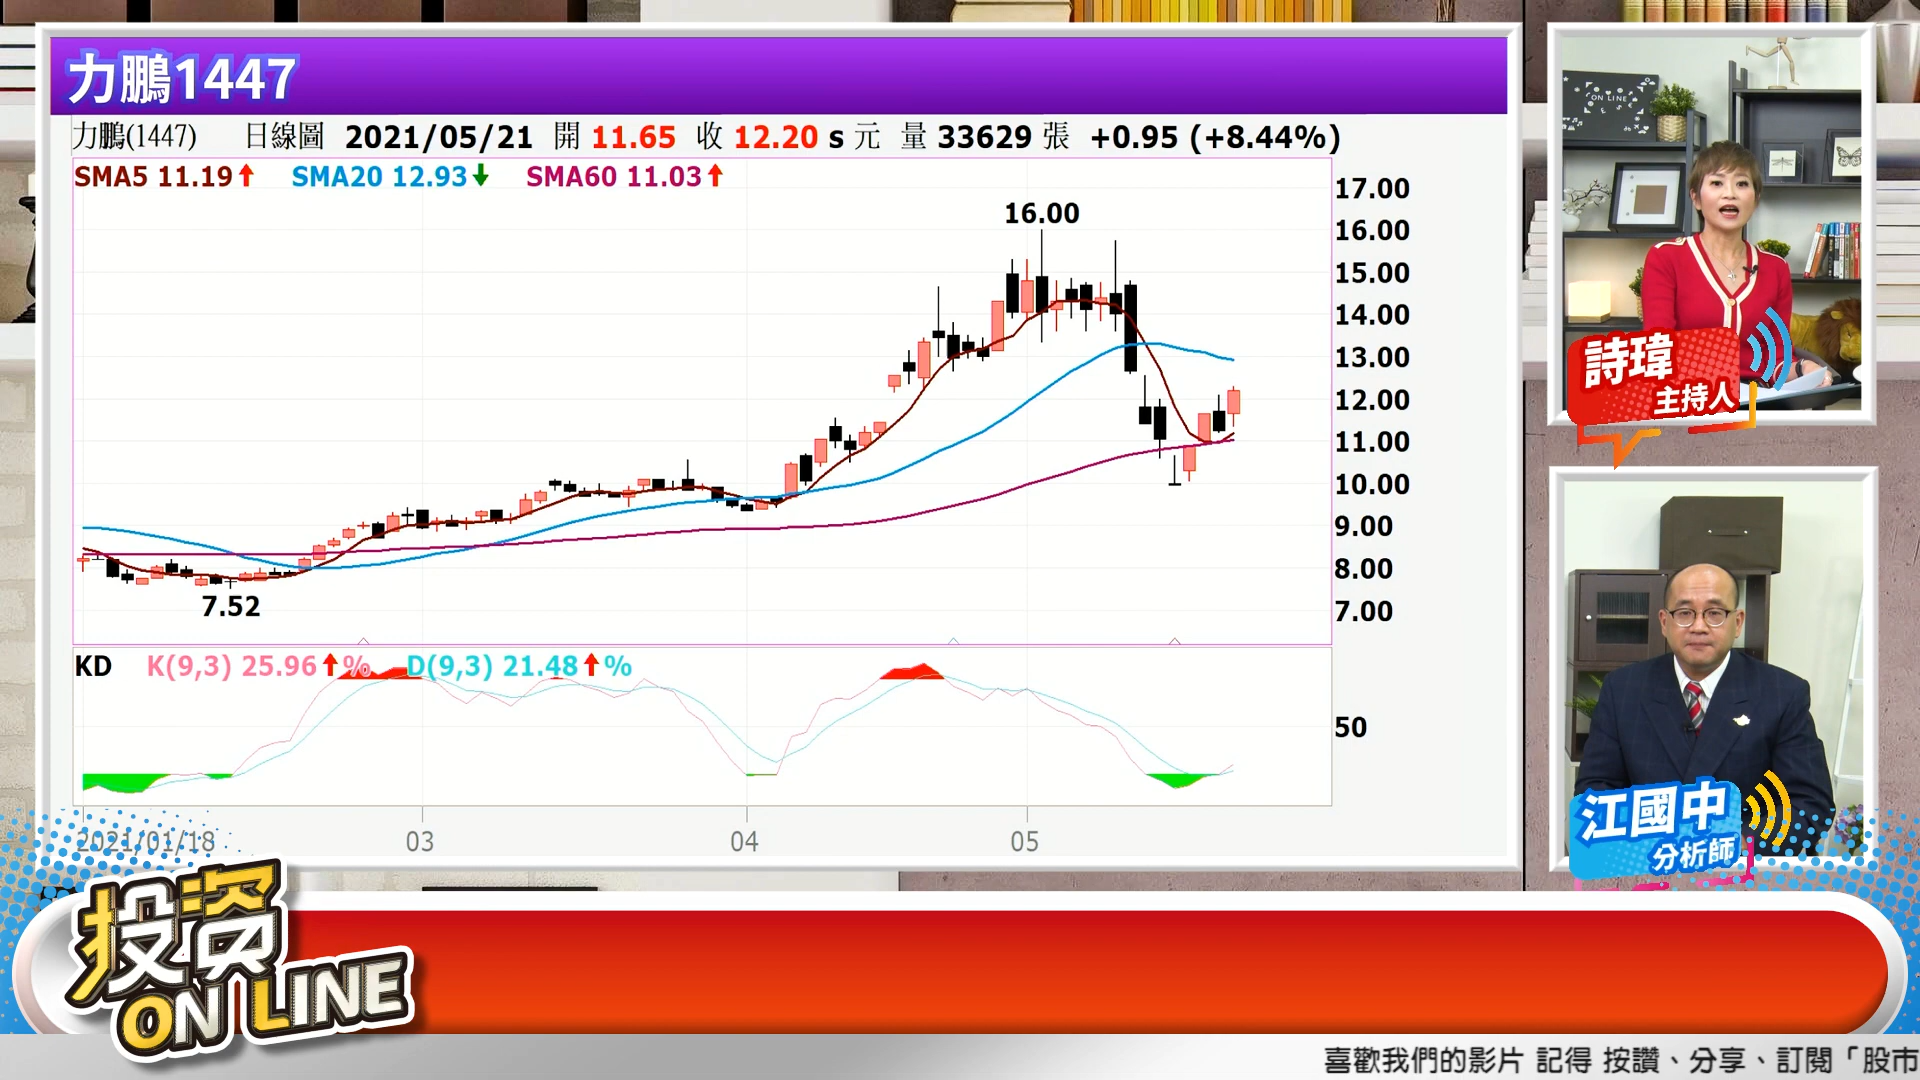 力鵬1447
力鵬(1447) 日線圖 2021/05/21 開 11.65 收 12.20 s 元 量 33629 張 +0.95 (+8.44%)
SMA5 11.19↑ SMA20 12.93↓ SMA60 11.03↑
17.00
16.00
16.00
15.00
14.00
13.00
12.00
11.00
10.00
9.00
8.00
7.52
7.00
KD K(9,3) 25.96↑% D(9,3) 21.48↑%
50
2021/01/18 03 04 05
ON LINE
詩瑋
主持人
江國中
分析師
投资
ON LINE
喜歡我們的影片 記得 按讚、分享、訂閱「股市